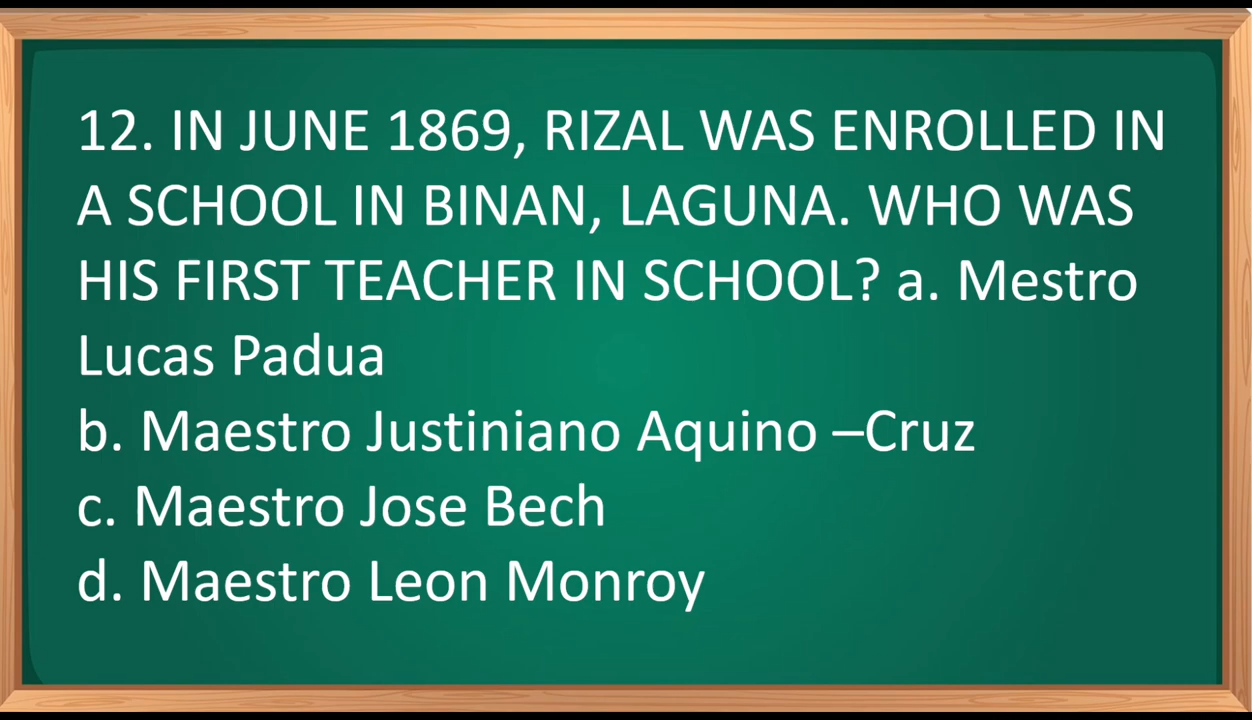 12. IN JUNE 1869, RIZAL WAS ENROLLED IN
A SCHOOL IN BINAN, LAGUNA. WHO WAS
HIS FIRST TEACHER IN SCHOOL? a. Mestro
Lucas Padua
b. Maestro Justiniano Aquino –Cruz
c. Maestro Jose Bech
d. Maestro Leon Monroy